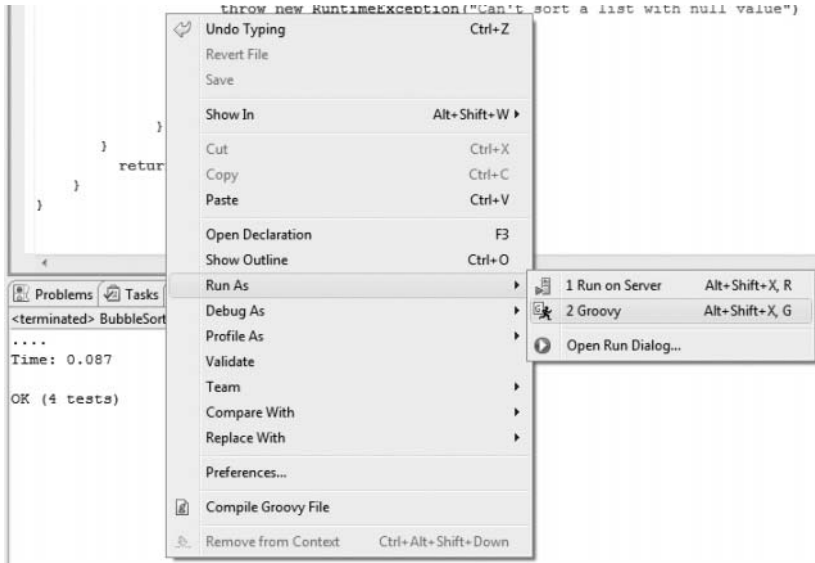 throw new RuntimeException("Can't sort a list with null value")
Undo Typing Ctrl+Z
Revert File
Save
Show In Alt+Shift+W
Cut Ctrl+X
Copy Ctrl+C
Paste Ctrl+V
}
}
retur
}
}
Open Declaration F3
Show Outline Ctrl+O
Run As
Debug As
Profile As
Validate
Team
Compare With
Replace With
Preferences...
Compile Groovy File
Remove from Context Ctrl+Alt+Shift+Down
1 Run on Server Alt+Shift+X, R
2 Groovy Alt+Shift+X, G
Open Run Dialog...
Problems Tasks
<terminated> BubbleSort
....
Time: 0.087
OK (4 tests)